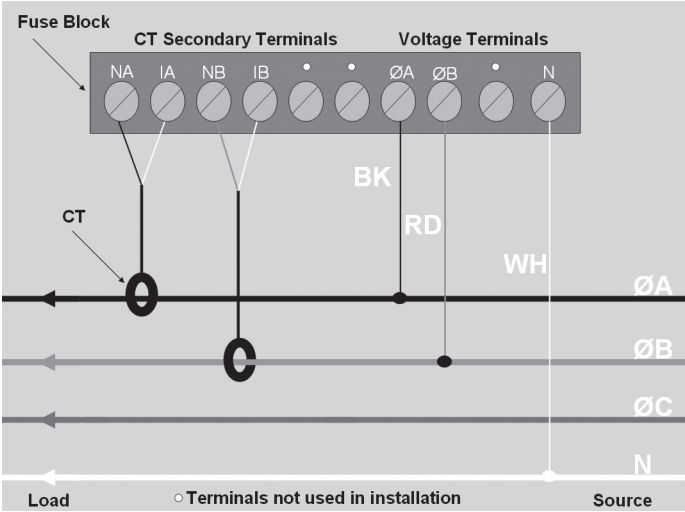 Fuse Block
CT Secondary Terminals Voltage Terminals
NA IA NB IB ØA ØB N
BK
RD
CT
WH
ØA
ØB
ØC
N
Load Terminals not used in installation Source